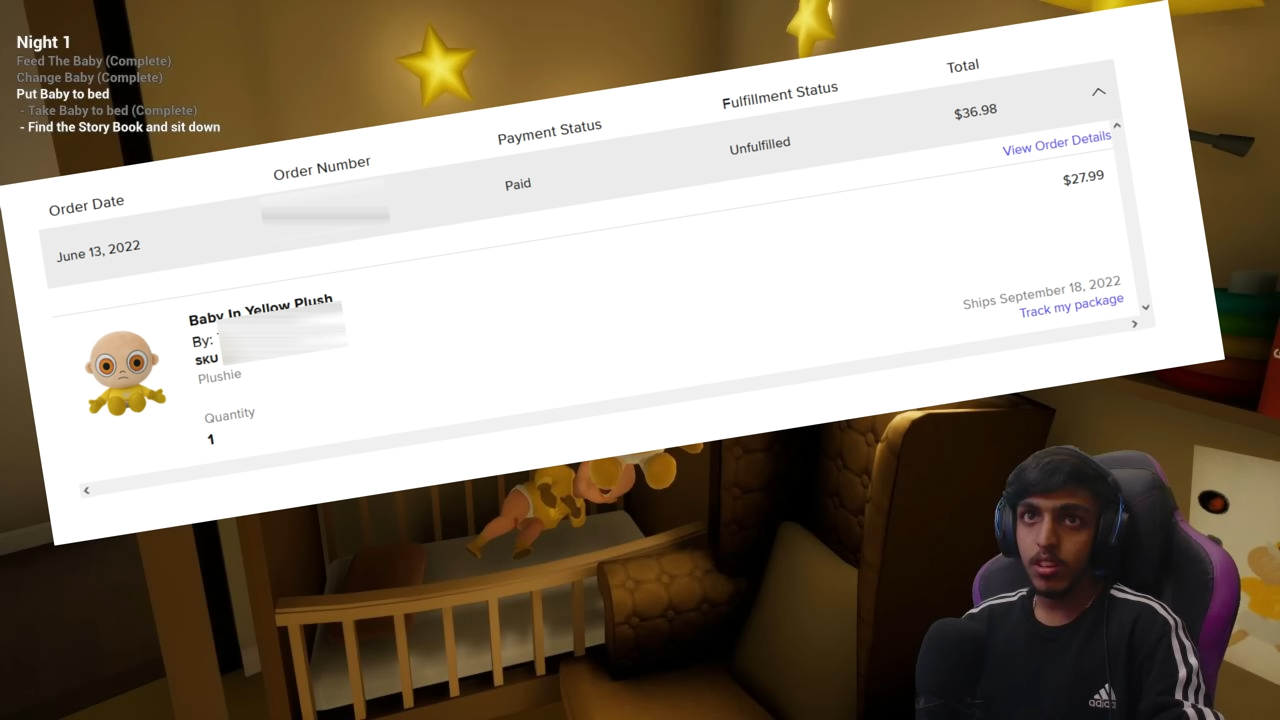 Night 1
Feed The Baby (Complete)
Change Baby (Complete)
Put Baby to bed
- Take Baby to bed (Complete)
- Find the Story Book and sit down
Order Date
Order Number
Payment Status
Fulfillment Status
Total
June 13, 2022
Paid
Unfulfilled
$36.98
View Order Details
$27.99
Baby In Yellow Plush
By:
SKU
Plushie
Quantity
1
Ships September 18, 2022
Track my package
adidas